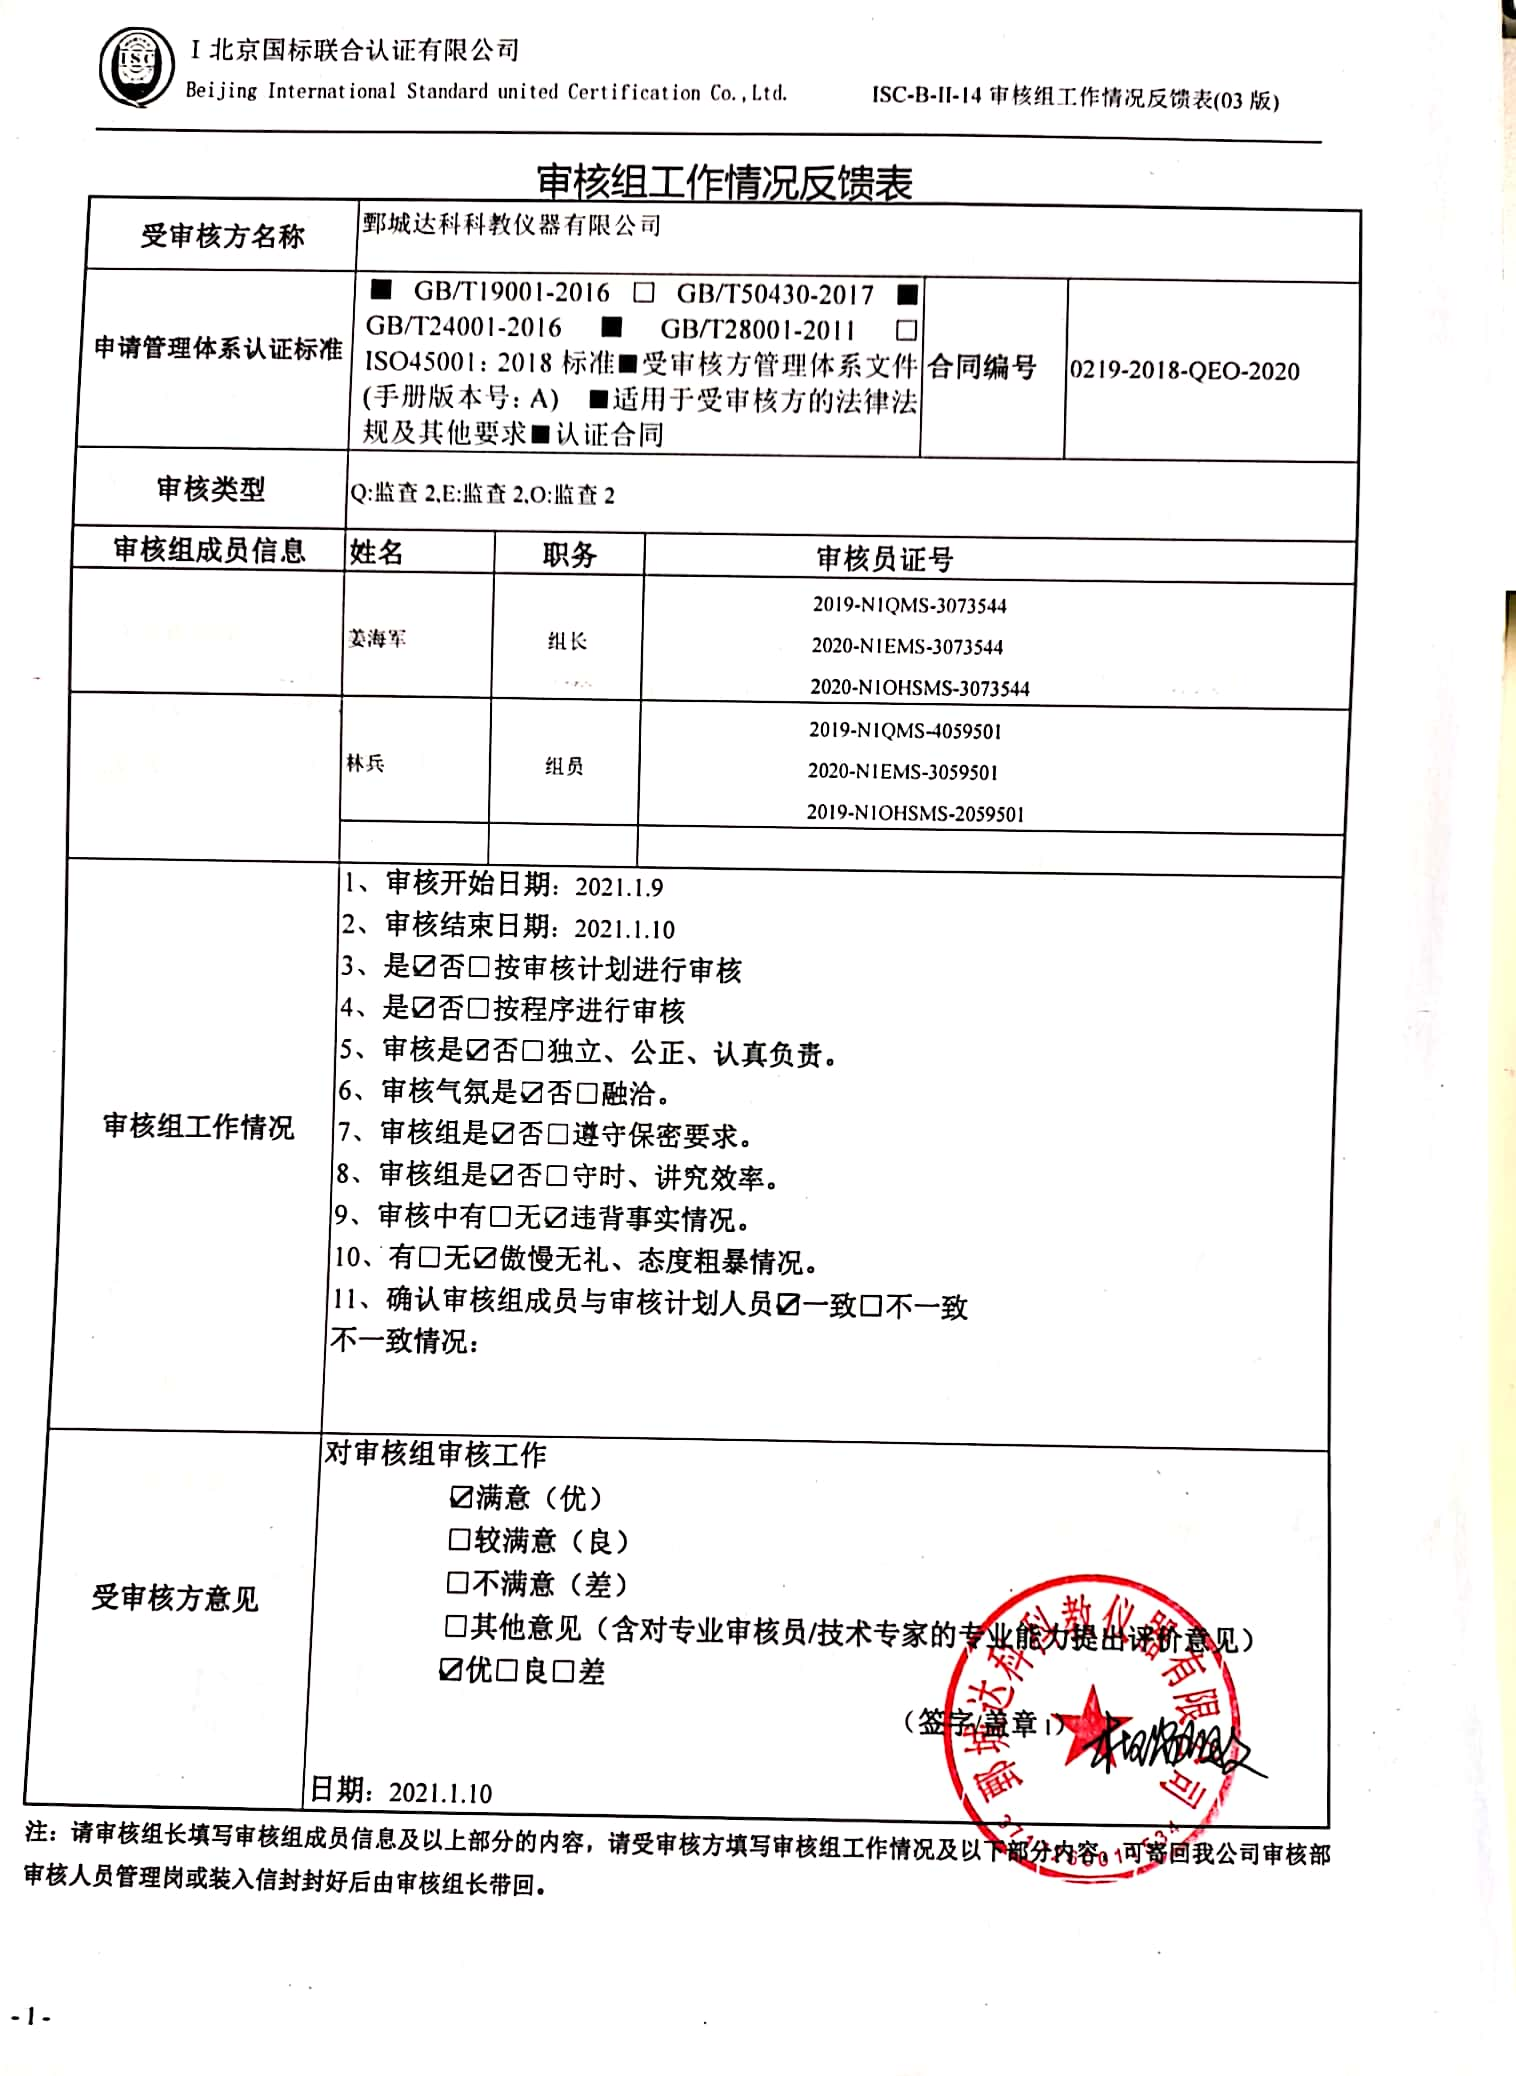 ISC
I 北京国标联合认证有限公司
Beijing International Standard united Certification Co.,Ltd.
ISC-B-II-14 审核组工作情况反馈表(03 版)
审核组工作情况反馈表
受审核方名称
鄄城达科科教仪器有限公司
申请管理体系认证标准
■ GB/T19001-2016 □ GB/T50430-2017 ■
GB/T24001-2016 ■ GB/T28001-2011 □
ISO45001: 2018 标准■受审核方管理体系文件
(手册版本号: A) ■适用于受审核方的法律法
规及其他要求■认证合同
合同编号
0219-2018-QEO-2020
审核类型
Q:监查 2,E:监查 2,O:监查 2
审核组成员信息
姓名
职务
审核员证号
姜海军
组长
2019-N1QMS-3073544
2020-N1EMS-3073544
2020-N1OHSMS-3073544
林兵
组员
2019-N1QMS-4059501
2020-N1EMS-3059501
2019-N1OHSMS-2059501
审核组工作情况
1、审核开始日期: 2021.1.9
2、审核结束日期: 2021.1.10
3、是☑否□按审核计划进行审核
4、是☑否□按程序进行审核
5、审核是☑否□独立、公正、认真负责。
6、审核气氛是☑否□融洽。
7、审核组是☑否□遵守保密要求。
8、审核组是☑否□守时、讲究效率。
9、审核中有□无☑违背事实情况。
10、有□无☑傲慢无礼、态度粗暴情况。
11、确认审核组成员与审核计划人员☑一致□不一致
不一致情况:
受审核方意见
对审核组审核工作
☑满意（优）
□较满意（良）
□不满意（差）
□其他意见（含对专业审核员/技术专家的专业能力提出评价意见）
☑优□良□差
（签字/盖章）
鄄城达科科教仪器有限公司
日期: 2021.1.10
注: 请审核组长填写审核组成员信息及以上部分的内容，请受审核方填写审核组工作情况及以下部分内容，可寄回我公司审核部
审核人员管理岗或装入信封封好后由审核组长带回。
- 1 -